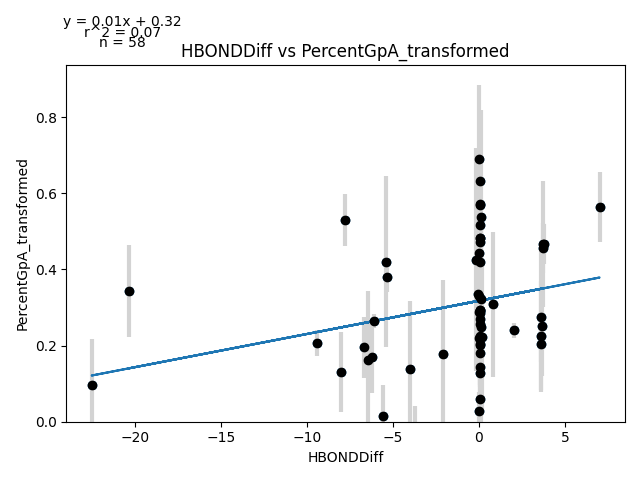 y = 0.01x + 0.32
r^2 = 0.07
n = 58
HBONDDiff vs PercentGpA_transformed
PercentGpA_transformed
0.8
0.6
0.4
0.2
0.0
−20
−15
−10
−5
0
5
HBONDDiff